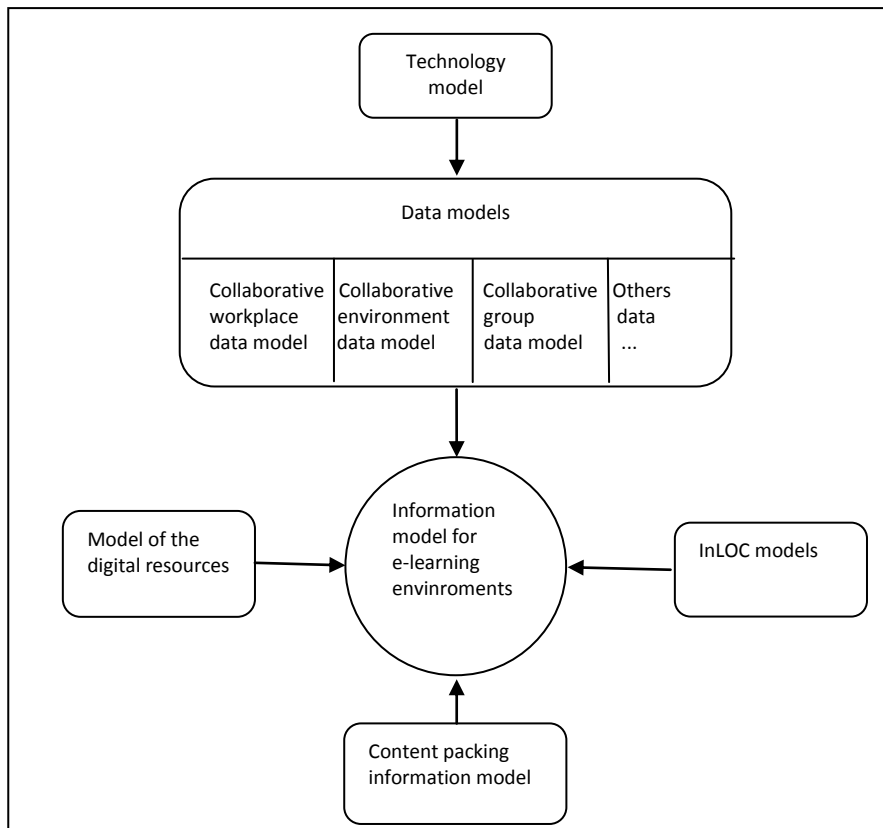 Technology
model
Data models
Collaborative
workplace
data model
Collaborative
environment
data model
Collaborative
group
data model
Others
data
...
Information
model for
e-learning
envinroments
Model of the
digital resources
InLOC models
Content packing
information model